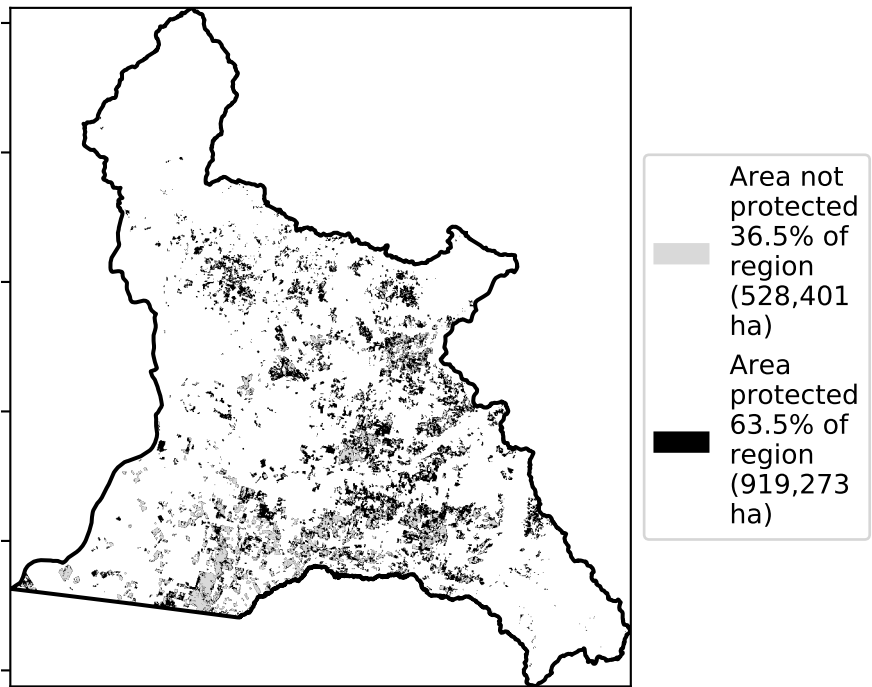 Area not
protected
36.5% of
region
(528,401
ha)
Area
protected
63.5% of
region
(919,273
ha)